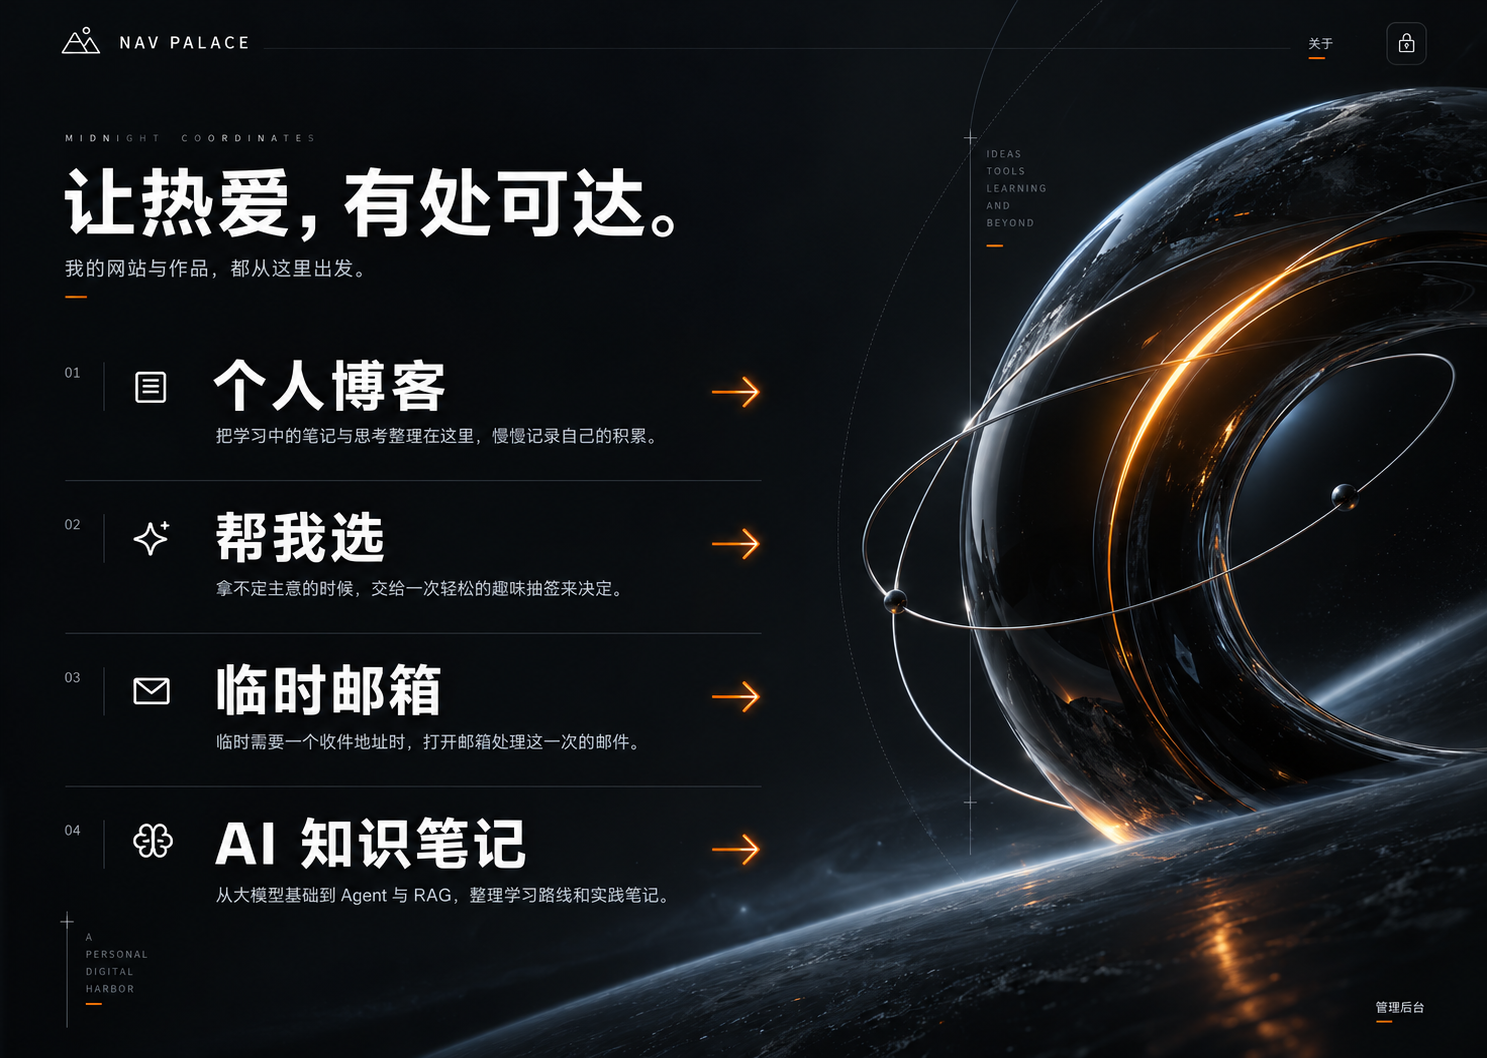 NAV PALACE
关于
MIDNIGHT COORDINATES
让热爱，有处可达。
我的网站与作品，都从这里出发。
IDEAS
TOOLS
LEARNING
AND
BEYOND
01
个人博客
把学习中的笔记与思考整理在这里，慢慢记录自己的积累。
02
帮我选
拿不定主意的时候，交给一次轻松的趣味抽签来决定。
03
临时邮箱
临时需要一个收件地址时，打开邮箱处理这一次的邮件。
04
AI 知识笔记
从大模型基础到 Agent 与 RAG，整理学习路线和实践笔记。
A
PERSONAL
DIGITAL
HARBOR
管理后台